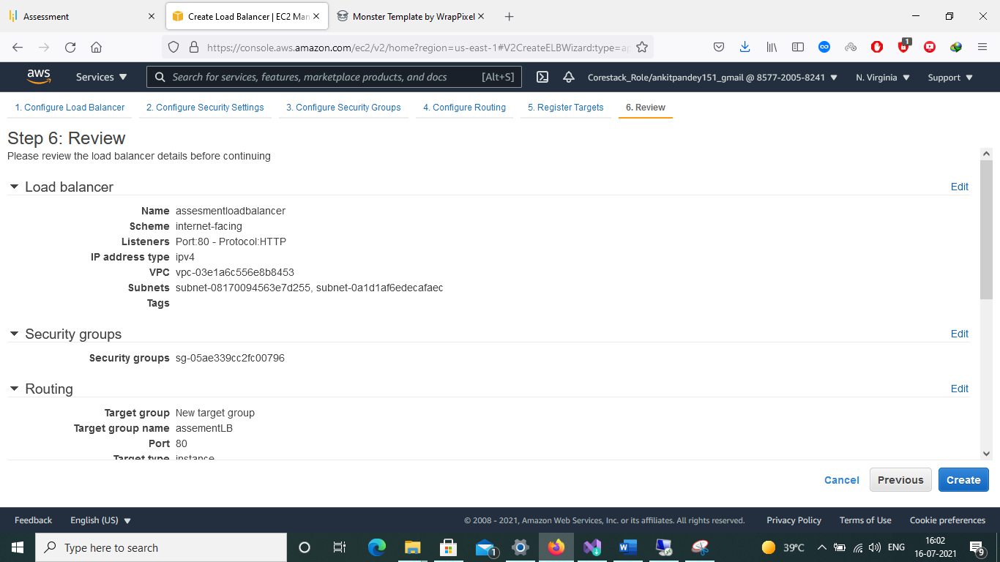 Assessment
Create Load Balancer | EC2 Man
Monster Template by WrapPixel
https://console.aws.amazon.com/ec2/v2/home?region=us-east-1#V2CreateELBWizard:type=ap
1
aws
Services
Search for services, features, marketplace products, and docs
[Alt+S]
Corestack_Role/ankitpandey151_gmail @ 8577-2005-8241
N. Virginia
Support
1. Configure Load Balancer
2. Configure Security Settings
3. Configure Security Groups
4. Configure Routing
5. Register Targets
6. Review
Step 6: Review
Please review the load balancer details before continuing
Load balancer
Edit
Name assesmentloadbalancer
Scheme internet-facing
Listeners Port:80 - Protocol:HTTP
IP address type ipv4
VPC vpc-03e1a6c556e8b8453
Subnets subnet-08170094563e7d255, subnet-0a1d1af6edecafaec
Tags
Security groups
Edit
Security groups sg-05ae339cc2fc00796
Routing
Edit
Target group New target group
Target group name assementLB
Port 80
Target type instance
Cancel
Previous
Create
Feedback
English (US)
© 2008 - 2021, Amazon Web Services, Inc. or its affiliates. All rights reserved.
Privacy Policy
Terms of Use
Cookie preferences
Type here to search
1
39°C
ENG
16:02
16-07-2021
9